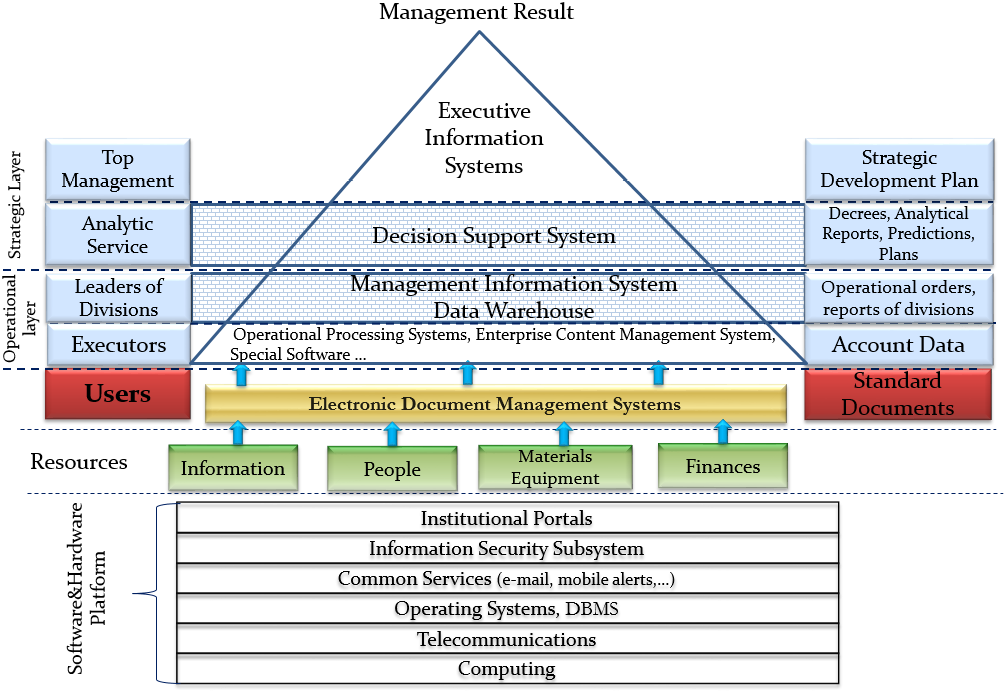 Management Result
Executive
Information
Systems
Strategic Layer
Top
Management
Strategic
Development Plan
Analytic
Service
Decision Support System
Decrees, Analytical
Reports, Predictions,
Plans
Operational
layer
Leaders of
Divisions
Management Information System
Data Warehouse
Operational orders,
reports of divisions
Executors
Operational Processing Systems, Enterprise Content Management System,
Special Software ...
Account Data
Users
Electronic Document Management Systems
Standard
Documents
Resources
Information
People
Materials
Equipment
Finances
Software&Hardware
Platform
Institutional Portals
Information Security Subsystem
Common Services (e-mail, mobile alerts,...)
Operating Systems, DBMS
Telecommunications
Computing